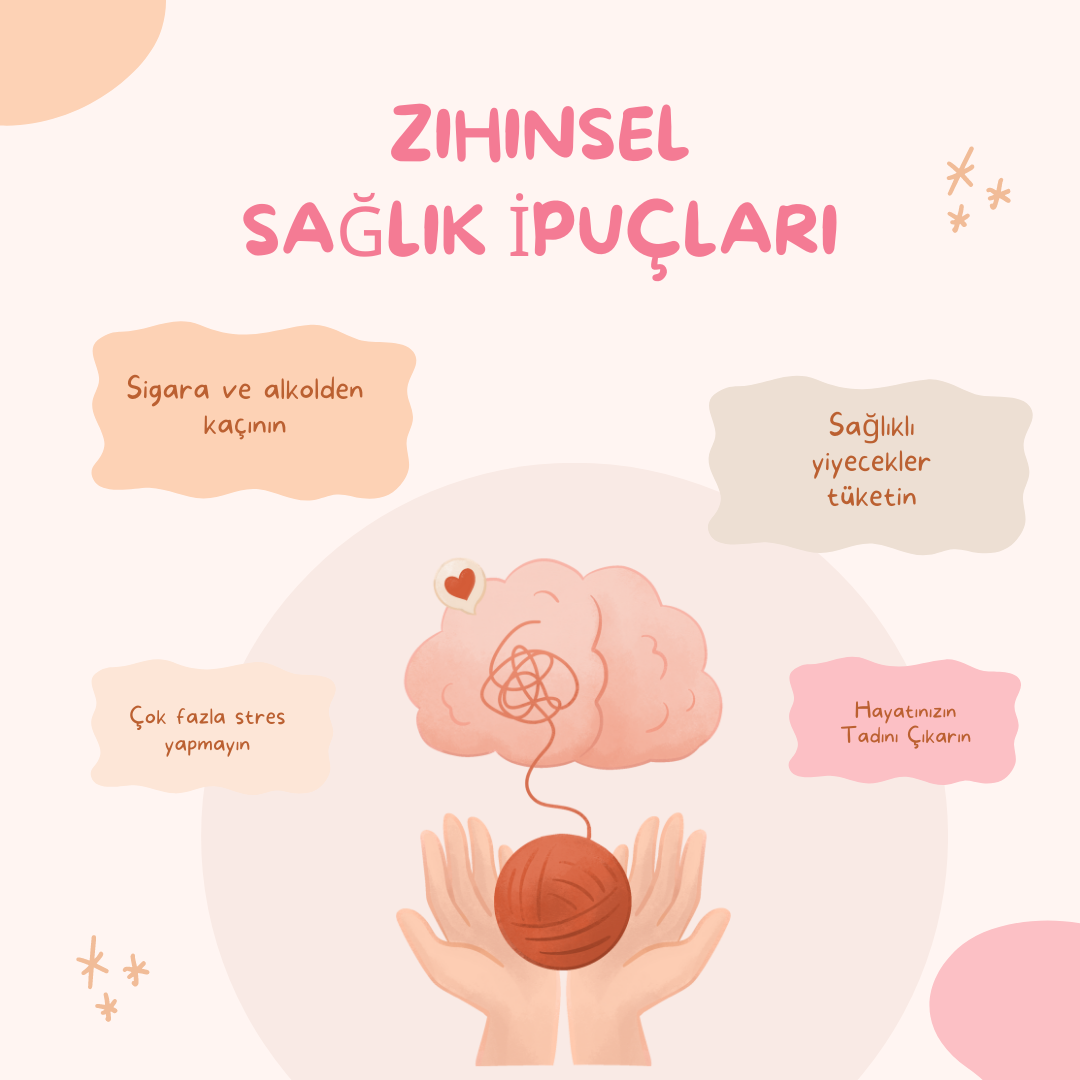 ZIHINSEL
SAĞLIK İPUÇLARI
Sigara ve alkolden
kaçının
Sağlıklı
yiyecekler
tüketin
Çok fazla stres
yapmayın
Hayatınızın
Tadını Çıkarın